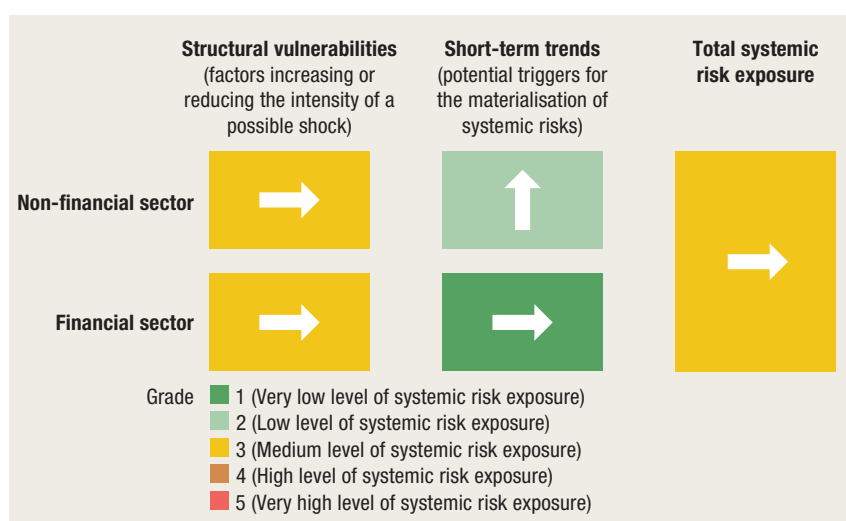 Structural vulnerabilities
(factors increasing or
reducing the intensity of a
possible shock)
Short-term trends
(potential triggers for
the materialisation of
systemic risks)
Total systemic
risk exposure
Non-financial sector
Financial sector
Grade
1 (Very low level of systemic risk exposure)
2 (Low level of systemic risk exposure)
3 (Medium level of systemic risk exposure)
4 (High level of systemic risk exposure)
5 (Very high level of systemic risk exposure)